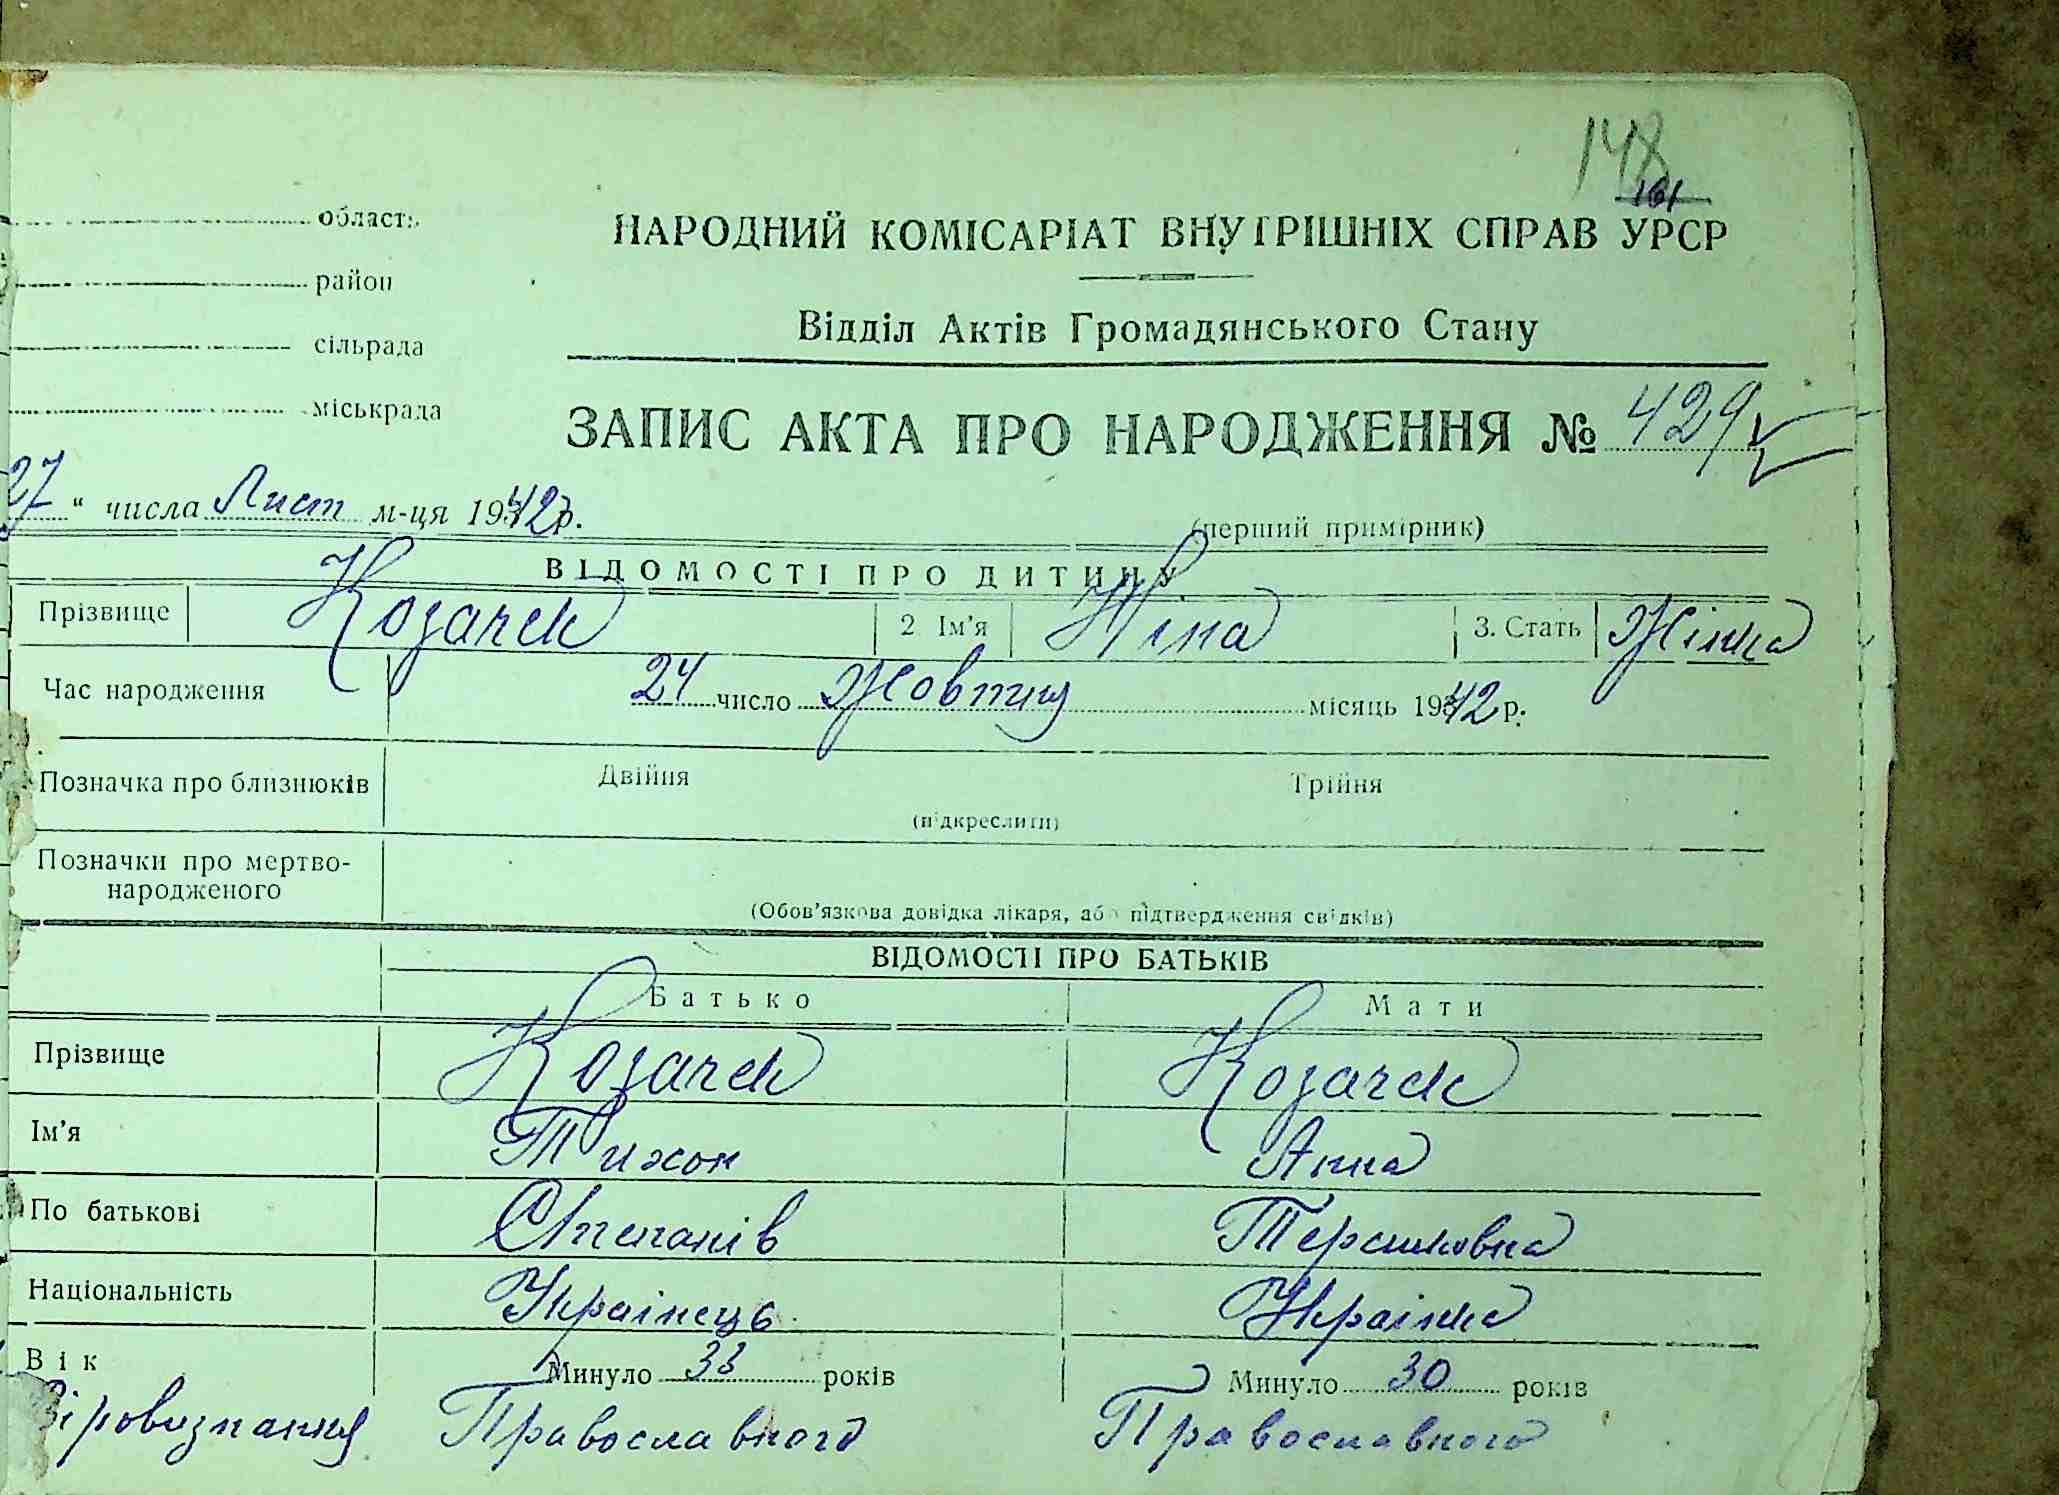 148
161
област:
НАРОДНИЙ КОМІСАРІАТ ВНУТРІШНІХ СПРАВ УРСР
район
Відділ Актів Громадянського Стану
сільрада
міськрада
ЗАПИС АКТА ПРО НАРОДЖЕННЯ № 429
27 " числа Лист м-ця 1942 р.
(перший примірник)
ВІДОМОСТІ ПРО ДИТИНУ
Прізвище Козачек 2 Ім'я Ніна 3. Стать Жінка
Час народження 24 число Жовтня місяць 1942 р.
Позначка про близнюків Двійня Трійня
(підкреслити)
Позначки про мертво-
народженого
(Обов'язкова довідка лікаря, або підтвердження свідків)
ВІДОМОСТІ ПРО БАТЬКІВ
Батько Мати
Прізвище Козачек Козачек
Ім'я Тихон Анна
По батькові Степанів
Національність Українець Українка
Вік Минуло 33 років Минуло 30 років
Віровизнання Православного Православного